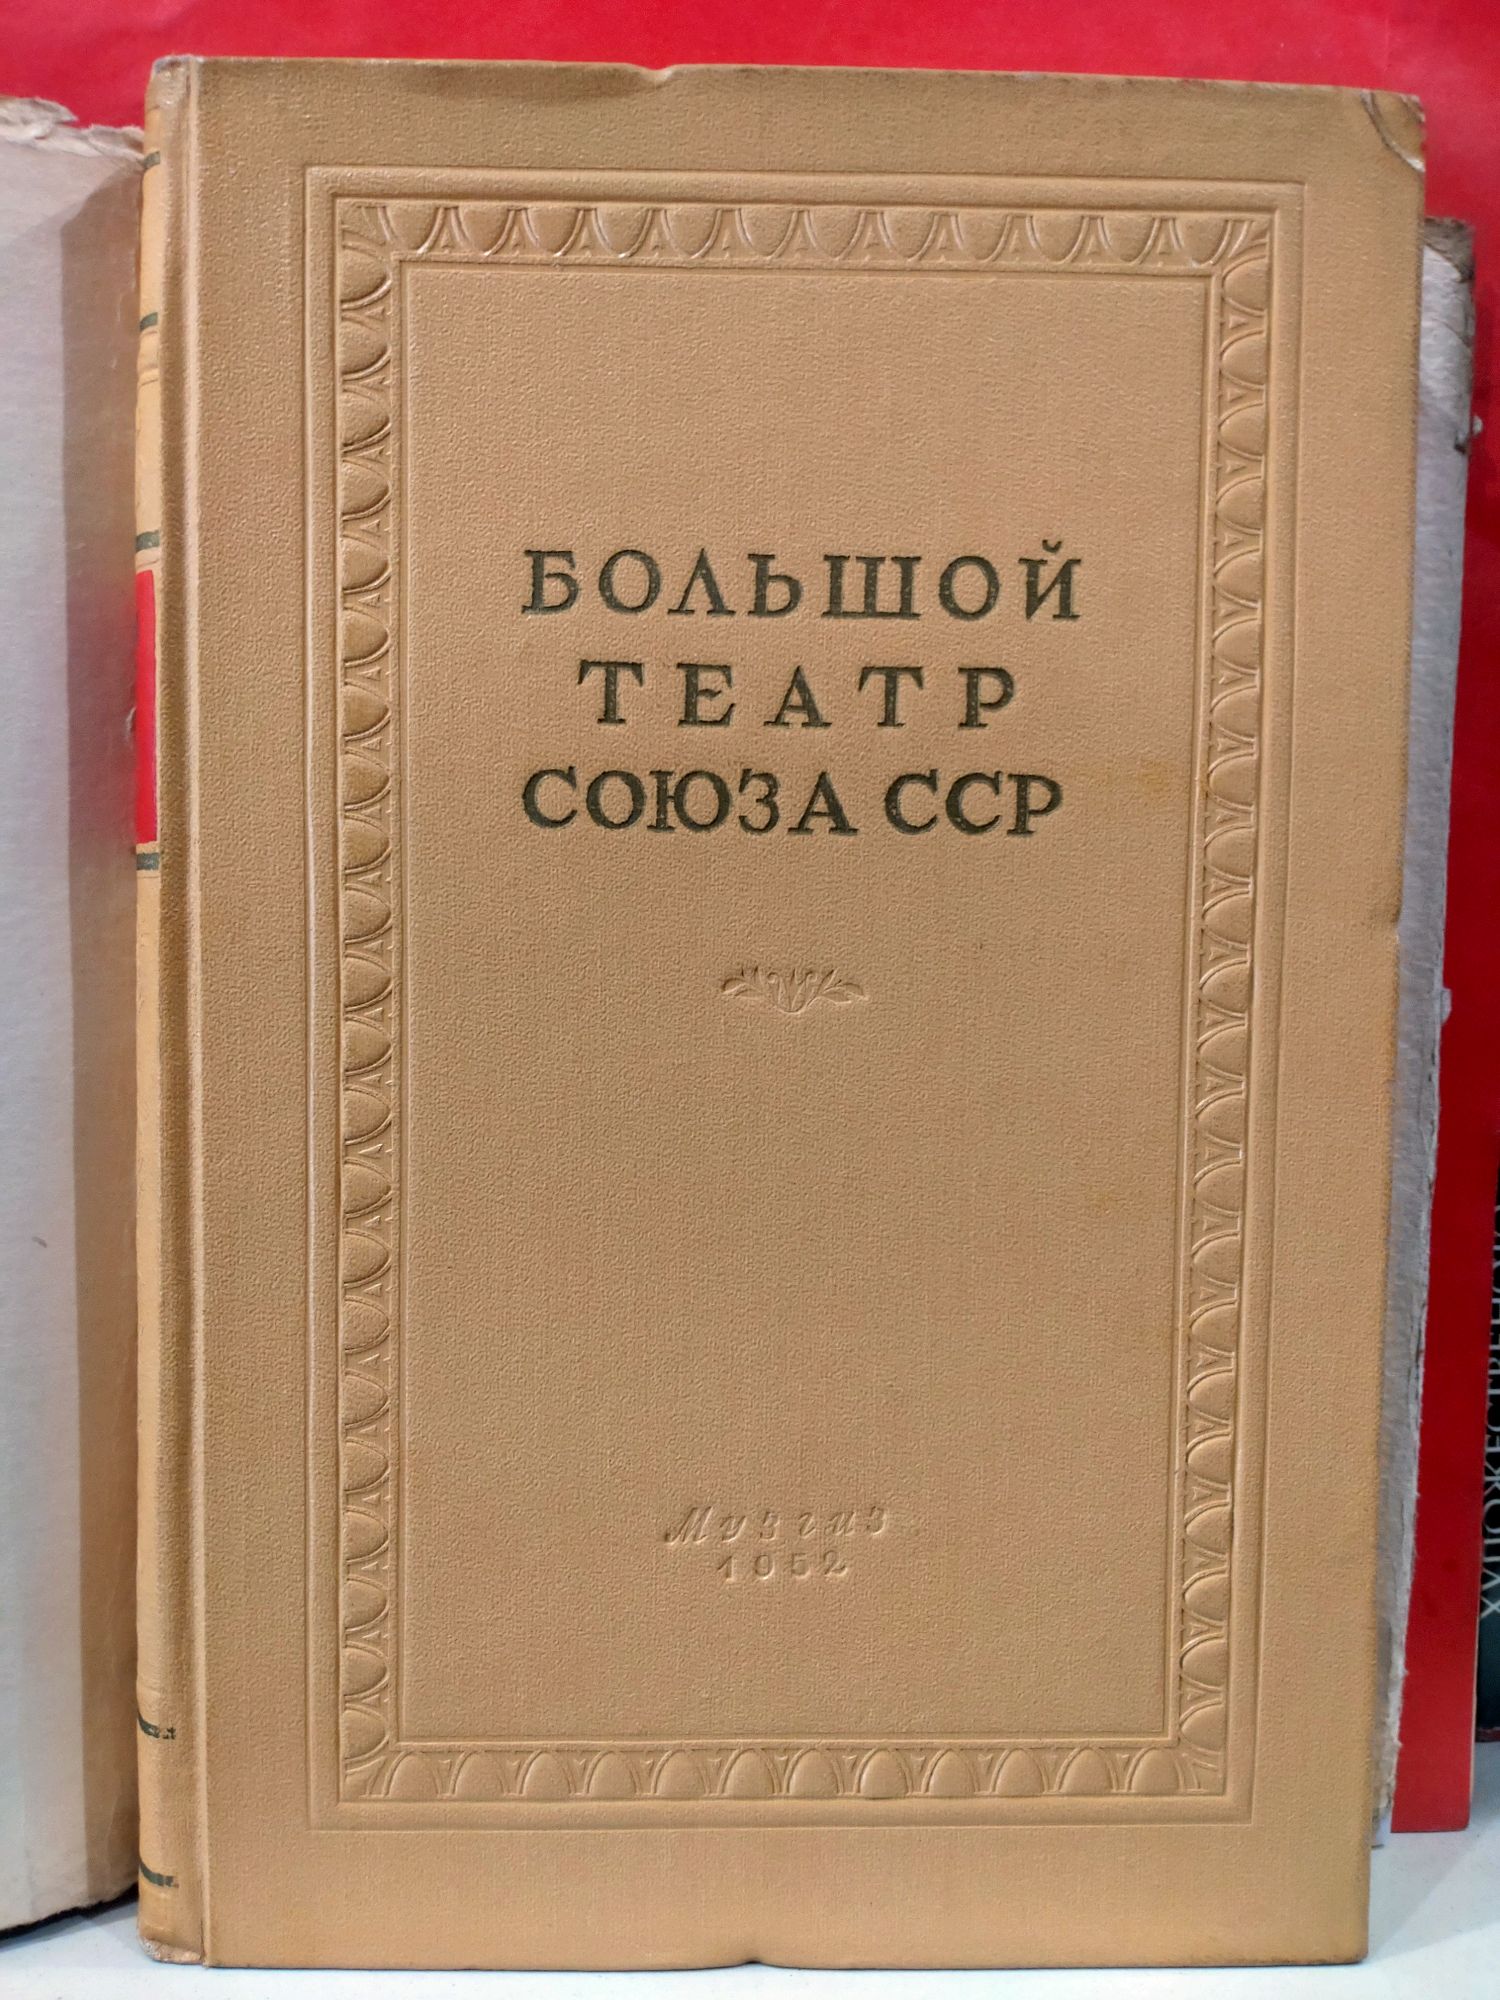 БОЛЬШОЙ
ТЕАТР
СОЮЗА ССР
Музгиз
1952